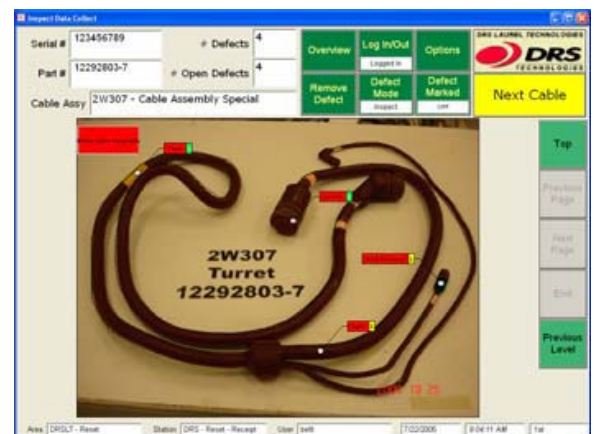 Inspect Data Collect
Serial # 123456789
# Defects 4
Part # 12292803-7
# Open Defects 4
Cable Assy 2W307 - Cable Assembly Special
Overview
Log In/Out
Logged In
Options
Remove Defect
Defect Mode
Inspect
Defect Marked
DRS LAUREL TECHNOLOGIES
DRS
TECHNOLOGIES
Next Cable
Top
Previous Page
Next Page
End
Previous Level
2W307
Turret
12292803-7
Area DRSLT - Reset
Station DRS - Reset - Receipt
User
7/22/2005
8:04:11 AM
1st